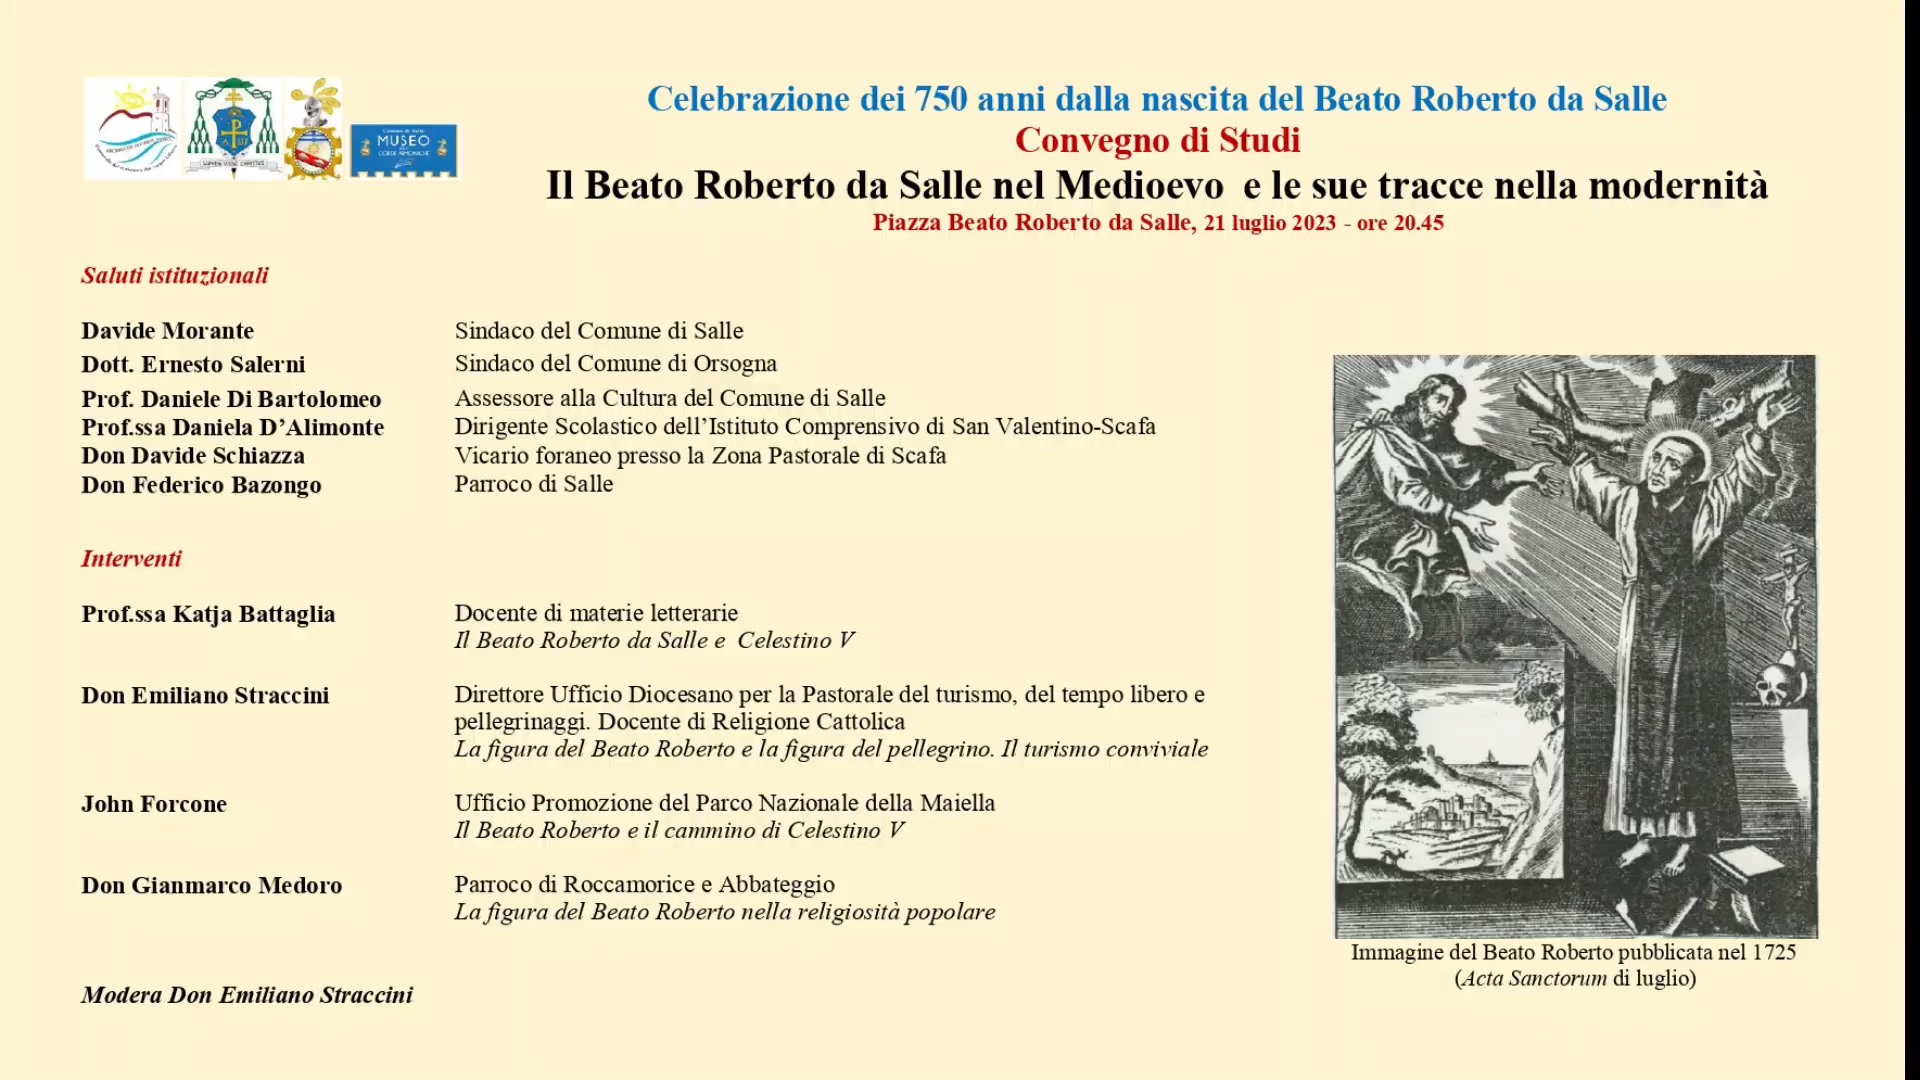 Celebrazione dei 750 anni dalla nascita del Beato Roberto da Salle
Convegno di Studi
Il Beato Roberto da Salle nel Medioevo e le sue tracce nella modernità
Piazza Beato Roberto da Salle, 21 luglio 2023 - ore 20.45
MUSEO
Saluti istituzionali
Davide Morante Sindaco del Comune di Salle
Dott. Ernesto Salerni Sindaco del Comune di Orsogna
Prof. Daniele Di Bartolomeo Assessore alla Cultura del Comune di Salle
Prof.ssa Daniela D’Alimonte Dirigente Scolastico dell’Istituto Comprensivo di San Valentino-Scafa
Don Davide Schiazza Vicario foraneo presso la Zona Pastorale di Scafa
Don Federico Bazongo Parroco di Salle
Interventi
Prof.ssa Katja Battaglia Docente di materie letterarie
Il Beato Roberto da Salle e Celestino V
Don Emiliano Straccini Direttore Ufficio Diocesano per la Pastorale del turismo, del tempo libero e
pellegrinaggi. Docente di Religione Cattolica
La figura del Beato Roberto e la figura del pellegrino. Il turismo conviviale
John Forcone Ufficio Promozione del Parco Nazionale della Maiella
Il Beato Roberto e il cammino di Celestino V
Don Gianmarco Medoro Parroco di Roccamorice e Abbateggio
La figura del Beato Roberto nella religiosità popolare
Modera Don Emiliano Straccini
Immagine del Beato Roberto pubblicata nel 1725
(Acta Sanctorum di luglio)